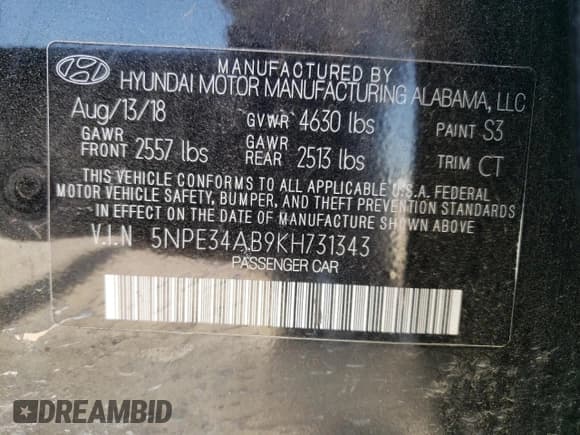 MANUFACTURED BY
HYUNDAI MOTOR MANUFACTURING ALABAMA, LLC
Aug/13/18 GVWR 4630 lbs PAINT S3
GAWR FRONT 2557 lbs GAWR REAR 2513 lbs TRIM CT
THIS VEHICLE CONFORMS TO ALL APPLICABLE U.S.A. FEDERAL
MOTOR VEHICLE SAFETY, BUMPER, AND THEFT PREVENTION STANDARDS
IN EFFECT ON THE DATE OF MANUFACTURE SHOWN ABOVE
V.I.N 5NPE34AB9KH731343
PASSENGER CAR
DREAMBID